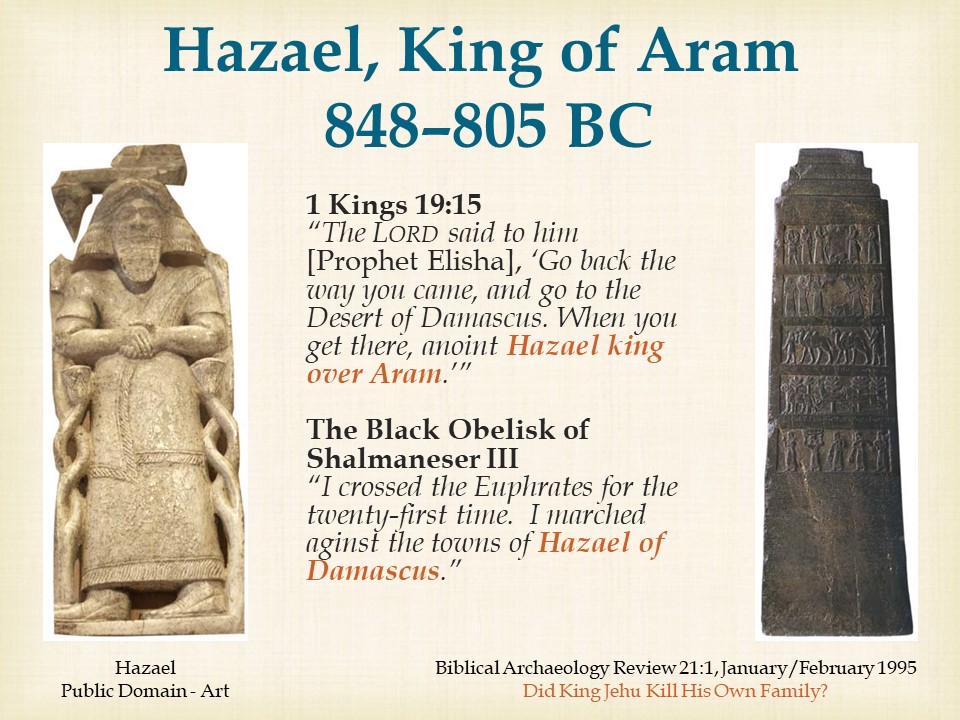 Hazael, King of Aram
848–805 BC
1 Kings 19:15
“The LORD said to him
[Prophet Elisha], ‘Go back the
way you came, and go to the
Desert of Damascus. When you
get there, anoint Hazael king
over Aram.’”
The Black Obelisk of
Shalmaneser III
“I crossed the Euphrates for the
twenty-first time.  I marched
aginst the towns of Hazael of
Damascus.”
Hazael
Public Domain - Art
Biblical Archaeology Review 21:1, January/February 1995
Did King Jehu Kill His Own Family?